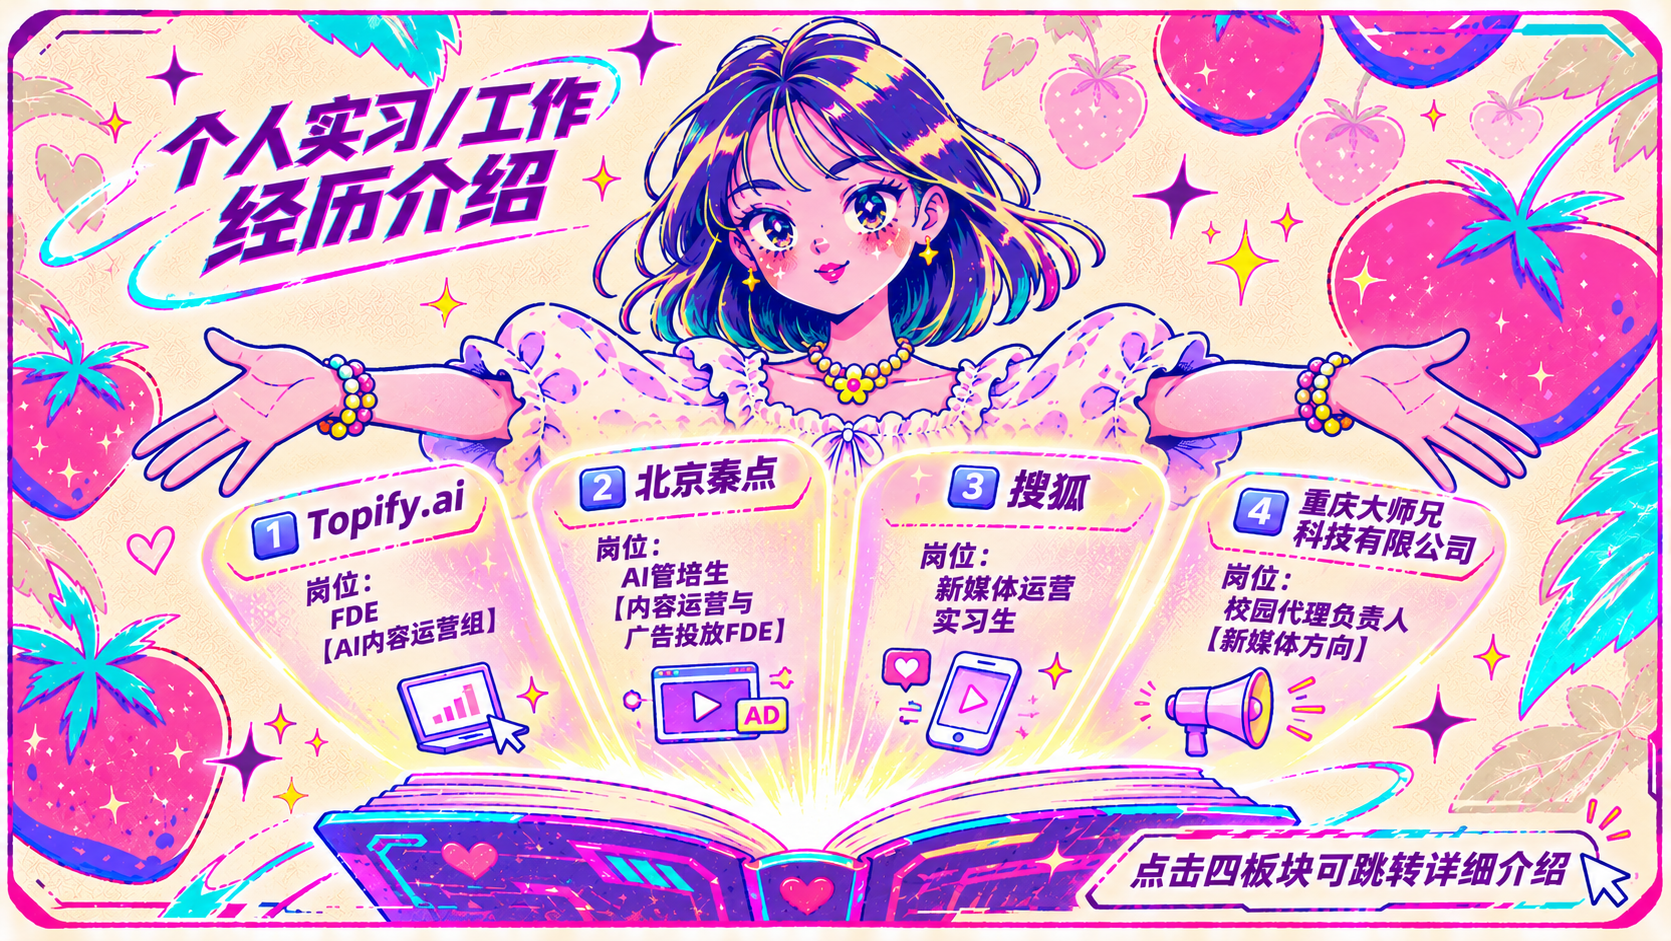 个人实习/工作
经历介绍
1 Topify.ai
岗位：
FDE
【AI内容运营组】
2 北京秦点
岗位：
AI管培生
【内容运营与
广告投放FDE】
AD
3 搜狐
岗位：
新媒体运营
实习生
4 重庆大师兄
科技有限公司
岗位：
校园代理负责人
【新媒体方向】
点击四板块可跳转详细介绍